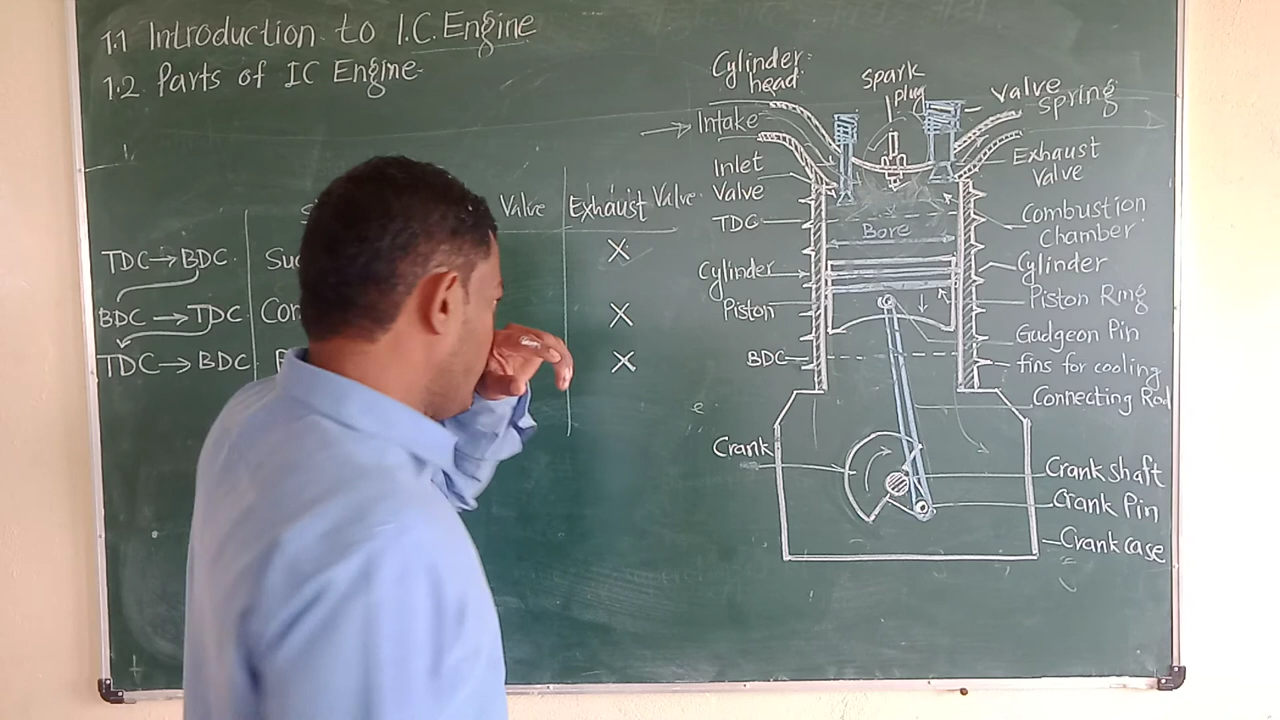 1.1 Introduction to I.C. Engine
1.2 Parts of IC Engine
Valve
Exhaust Valve
TDC→BDC
Suc
X
BDC→TDC
X
TDC→BDC
X
Cylinder head
Spark plug
Valve spring
Intake
Inlet Valve
Exhaust Valve
TDC
Bore
Combustion Chamber
Cylinder
Cylinder
Piston
Piston Ring
Gudgeon Pin
BDC
fins for cooling
Connecting Rod
Crank
Crank shaft
Crank Pin
Crank case